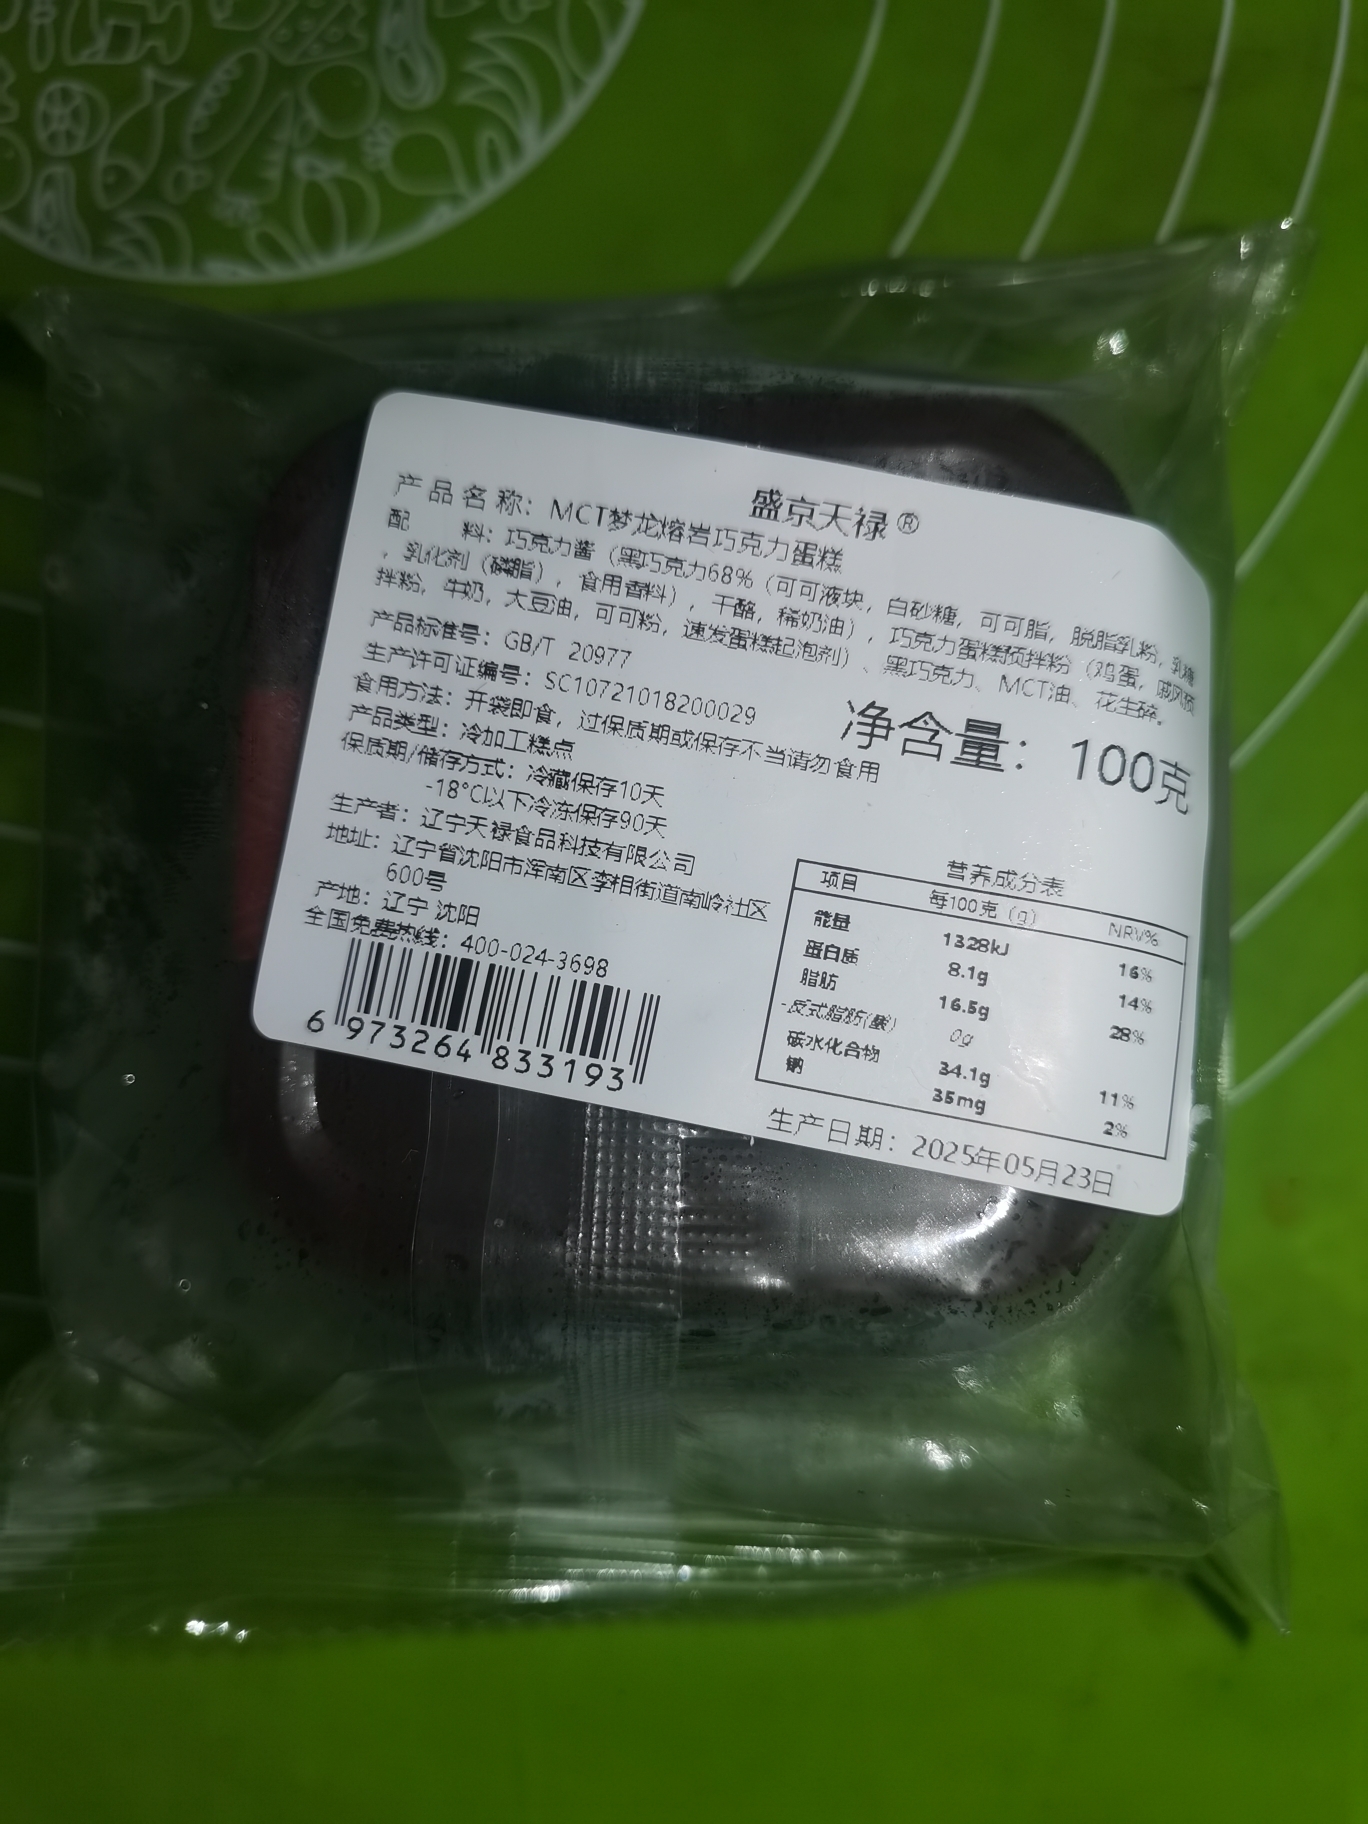 盛京天禄®
产品名称：MCT梦龙熔岩巧克力蛋糕
配 料：巧克力酱（黑巧克力68%（可可液块，白砂糖，可可脂，脱脂乳粉，乳糖
，乳化剂（磷脂），食用香料），干酪，稀奶油），巧克力蛋糕预拌粉（鸡蛋，戚风预
拌粉，牛奶，大豆油，可可粉，速发蛋糕起泡剂）、黑巧克力、MCT油、花生碎。
产品标准号：GB/T 20977
生产许可证编号：SC10721018200029
净含量：100克
食用方法：开袋即食，过保质期或保存不当请勿食用
产品类型：冷加工糕点
保质期/储存方式：冷藏保存10天
-18°C以下冷冻保存90天
生产者：辽宁天禄食品科技有限公司
地址：辽宁省沈阳市浑南区李相街道南岭社区
600号
产地：辽宁 沈阳
全国免费热线：400-024-3698
6 973264 833193
营养成分表
项目 每100克（g） NRV%
能量 1328kJ 16%
蛋白质 8.1g 14%
脂肪 16.5g 28%
-反式脂肪(酸) 0g
碳水化合物 34.1g 11%
钠 35mg 2%
生产日期：2025年05月23日